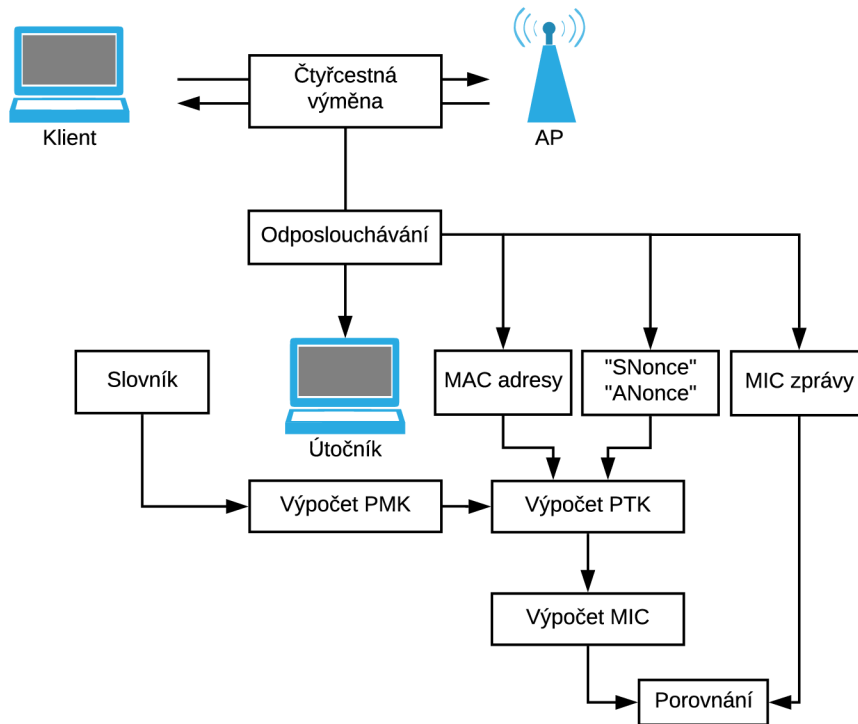 Čtyřcestná
výměna
Klient
AP
Odposlouchávání
Slovník
MAC adresy
"SNonce"
"ANonce"
MIC zprávy
Útočník
Výpočet PMK
Výpočet PTK
Výpočet MIC
Porovnání